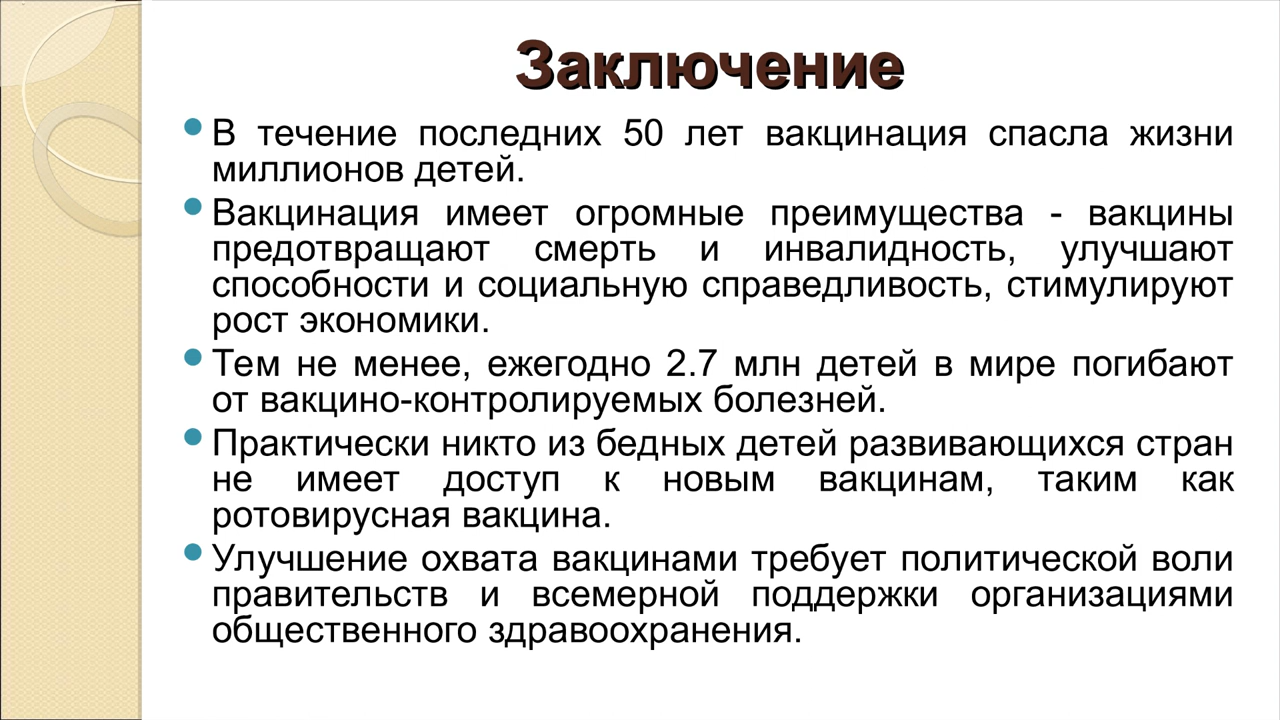 Заключение
В течение последних 50 лет вакцинация спасла жизни
миллионов детей.
Вакцинация имеет огромные преимущества - вакцины
предотвращают смерть и инвалидность, улучшают
способности и социальную справедливость, стимулируют
рост экономики.
Тем не менее, ежегодно 2.7 млн детей в мире погибают
от вакцино-контролируемых болезней.
Практически никто из бедных детей развивающихся стран
не имеет доступ к новым вакцинам, таким как
ротовирусная вакцина.
Улучшение охвата вакцинами требует политической воли
правительств и всемерной поддержки организациями
общественного здравоохранения.